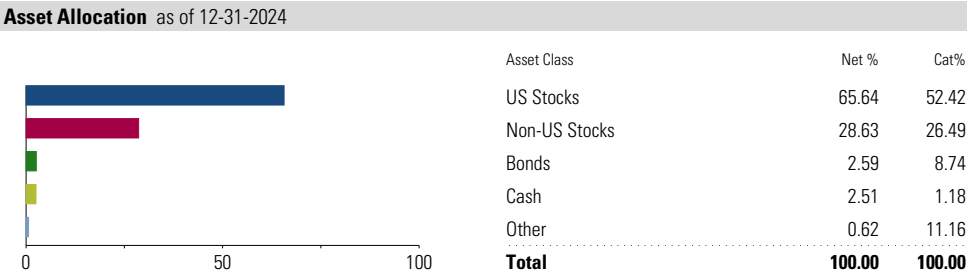 Asset Allocation as of 12-31-2024
Asset Class Net % Cat%
US Stocks 65.64 52.42
Non-US Stocks 28.63 26.49
Bonds 2.59 8.74
Cash 2.51 1.18
Other 0.62 11.16
0 50 100 Total 100.00 100.00